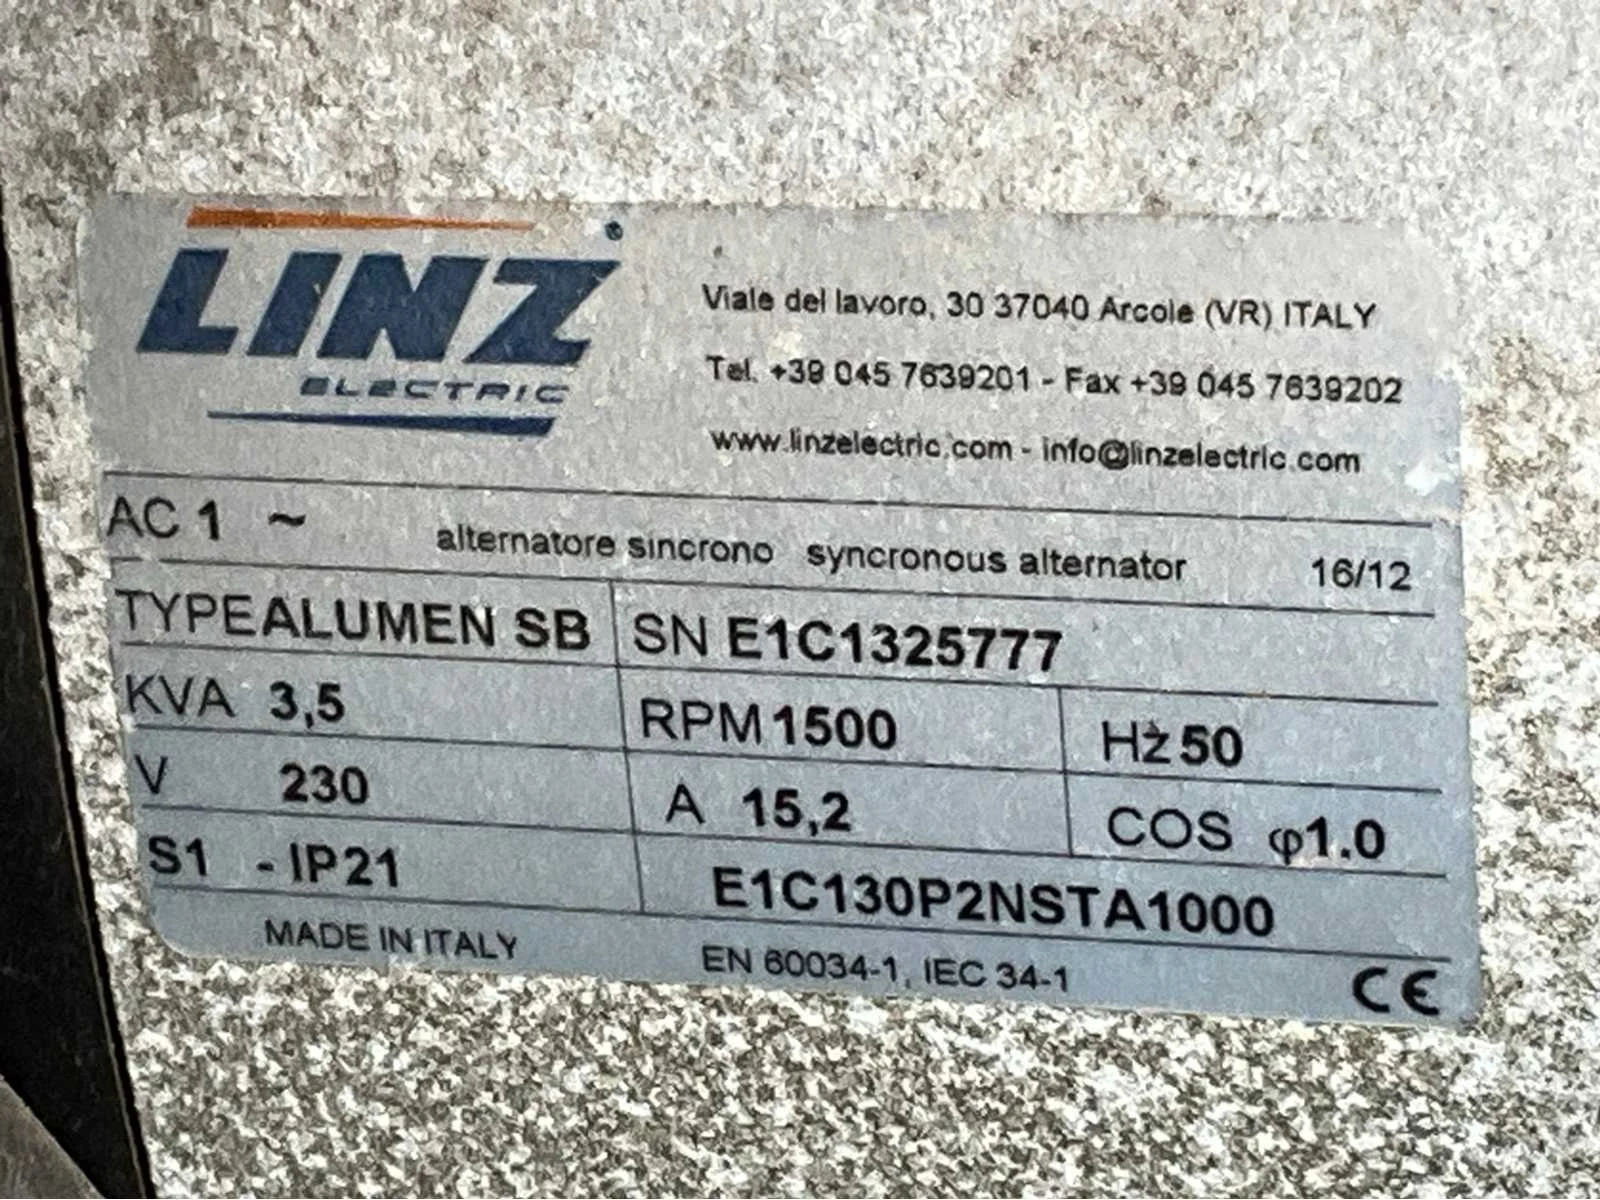 LINZ
ELECTRIC
Viale del lavoro, 30 37040 Arcole (VR) ITALY
Tel. +39 045 7639201 - Fax +39 045 7639202
www.linzelectric.com - info@linzelectric.com
AC 1 ~ alternatore sincrono syncronous alternator 16/12
TYPE ALUMEN SB SN E1C1325777
KVA 3,5 RPM 1500 Hz 50
V 230 A 15,2 COS φ 1.0
S1 - IP21 E1C130P2NSTA1000
MADE IN ITALY EN 60034-1, IEC 34-1 CE